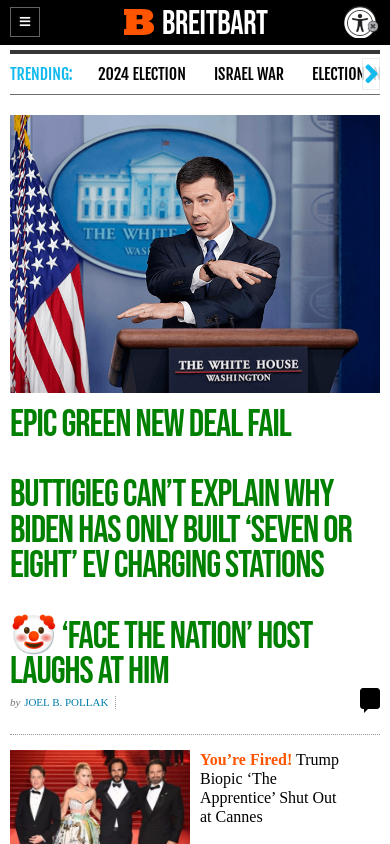 B BREITBART
TRENDING: 2024 ELECTION ISRAEL WAR ELECTION
THE WHITE HOUSE
WASHINGTON
EPIC GREEN NEW DEAL FAIL
BUTTIGIEG CAN’T EXPLAIN WHY
BIDEN HAS ONLY BUILT ‘SEVEN OR
EIGHT’ EV CHARGING STATIONS
‘FACE THE NATION’ HOST
LAUGHS AT HIM
by JOEL B. POLLAK
You’re Fired! Trump
Biopic ‘The
Apprentice’ Shut Out
at Cannes